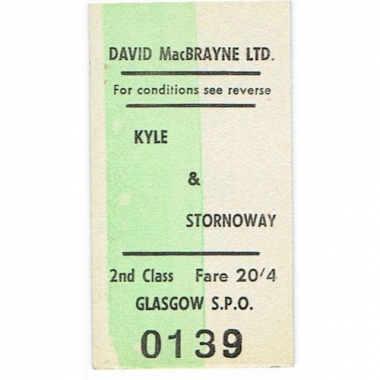 DAVID MacBRAYNE LTD.
For conditions see reverse
KYLE
&
STORNOWAY
2nd Class Fare 20'4
GLASGOW S.P.O.
0139